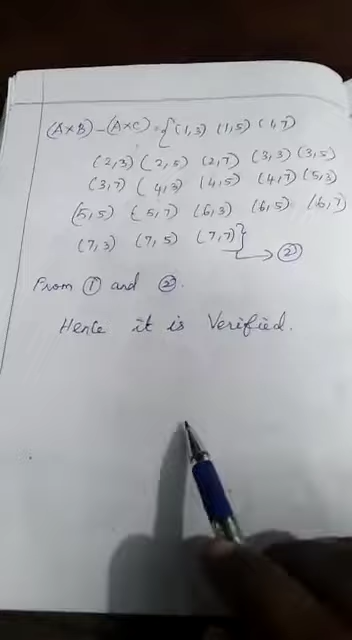 (A×B)-(A×C)={(1,3) (1,5) (1,7)
(2,3) (2,5) (2,7) (3,3) (3,5)
(3,7) (4,3) (4,5) (4,7) (5,3)
(5,5) (5,7) (6,3) (6,5) (6,7)
(7,3) (7,5) (7,7)}
→ ②
From ① and ②.
Hence it is Verified.